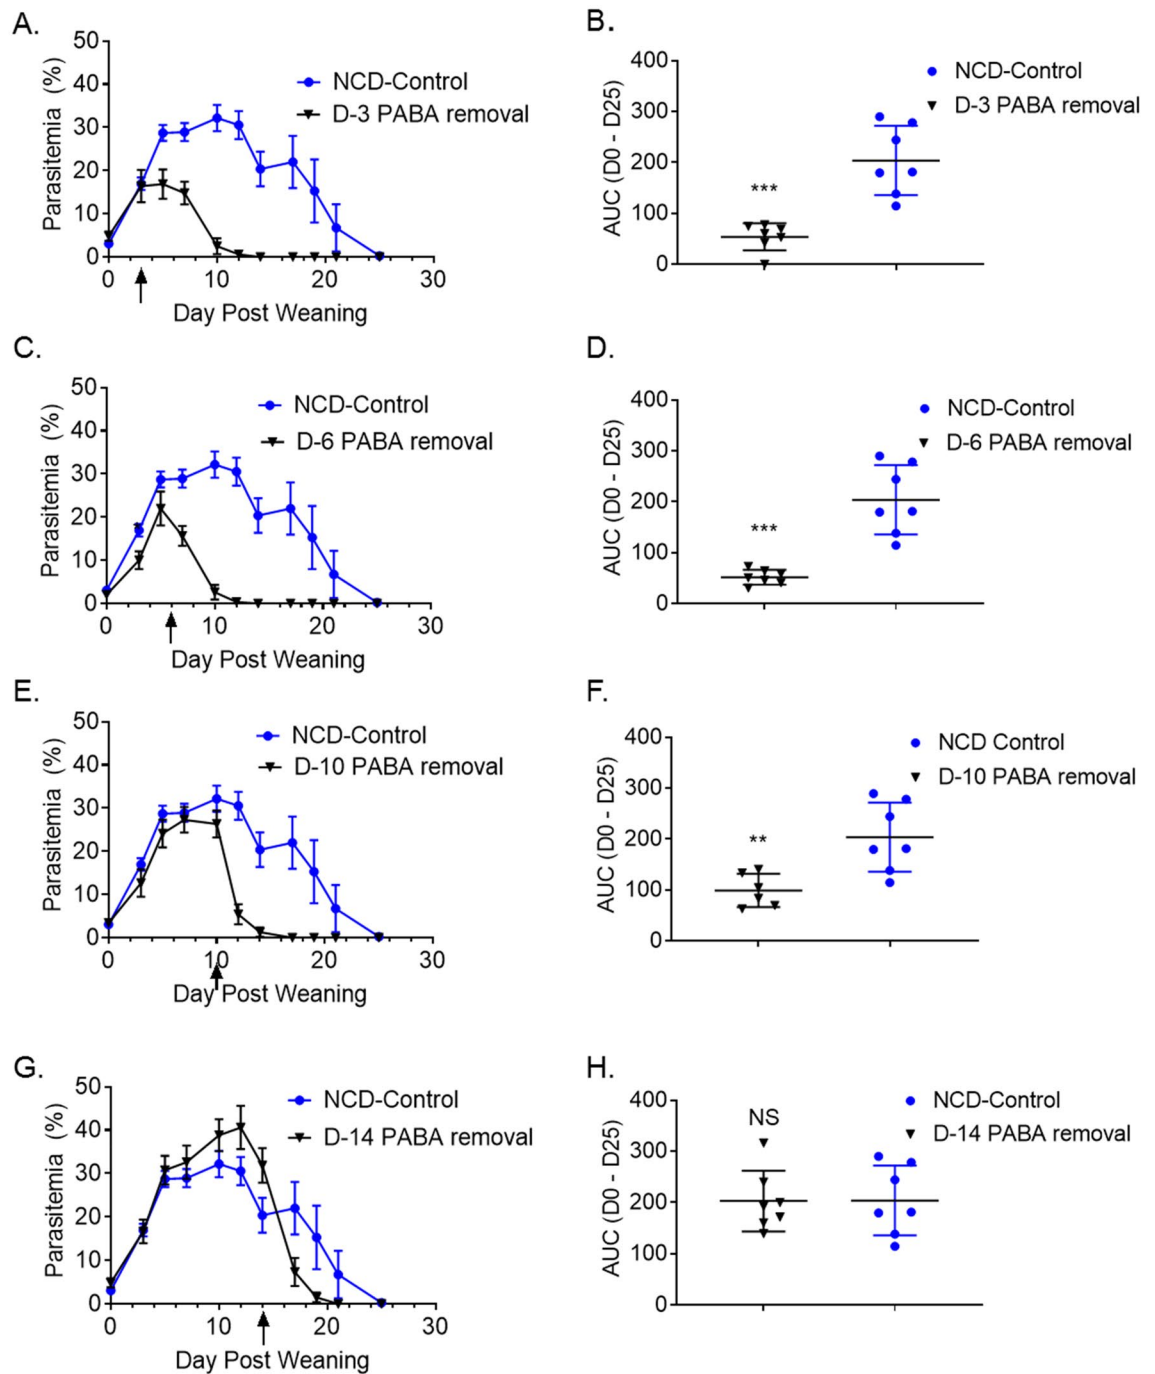 A.
50
40
30
20
10
0
Parasitemia (%)
NCD-Control
D-3 PABA removal
0 10 20 30
Day Post Weaning
B.
400
300
200
100
0
AUC (D0 - D25)
NCD-Control
D-3 PABA removal
***
C.
50
40
30
20
10
0
Parasitemia (%)
NCD-Control
D-6 PABA removal
0 10 20 30
Day Post Weaning
D.
400
300
200
100
0
AUC (D0 - D25)
NCD-Control
D-6 PABA removal
***
E.
50
40
30
20
10
0
Parasitemia (%)
NCD-Control
D-10 PABA removal
0 10 20 30
Day Post Weaning
F.
400
300
200
100
0
AUC (D0 - D25)
NCD Control
D-10 PABA removal
**
G.
50
40
30
20
10
0
Parasitemia (%)
NCD-Control
D-14 PABA removal
0 10 20 30
Day Post Weaning
H.
400
300
200
100
0
AUC (D0 - D25)
NCD-Control
D-14 PABA removal
NS